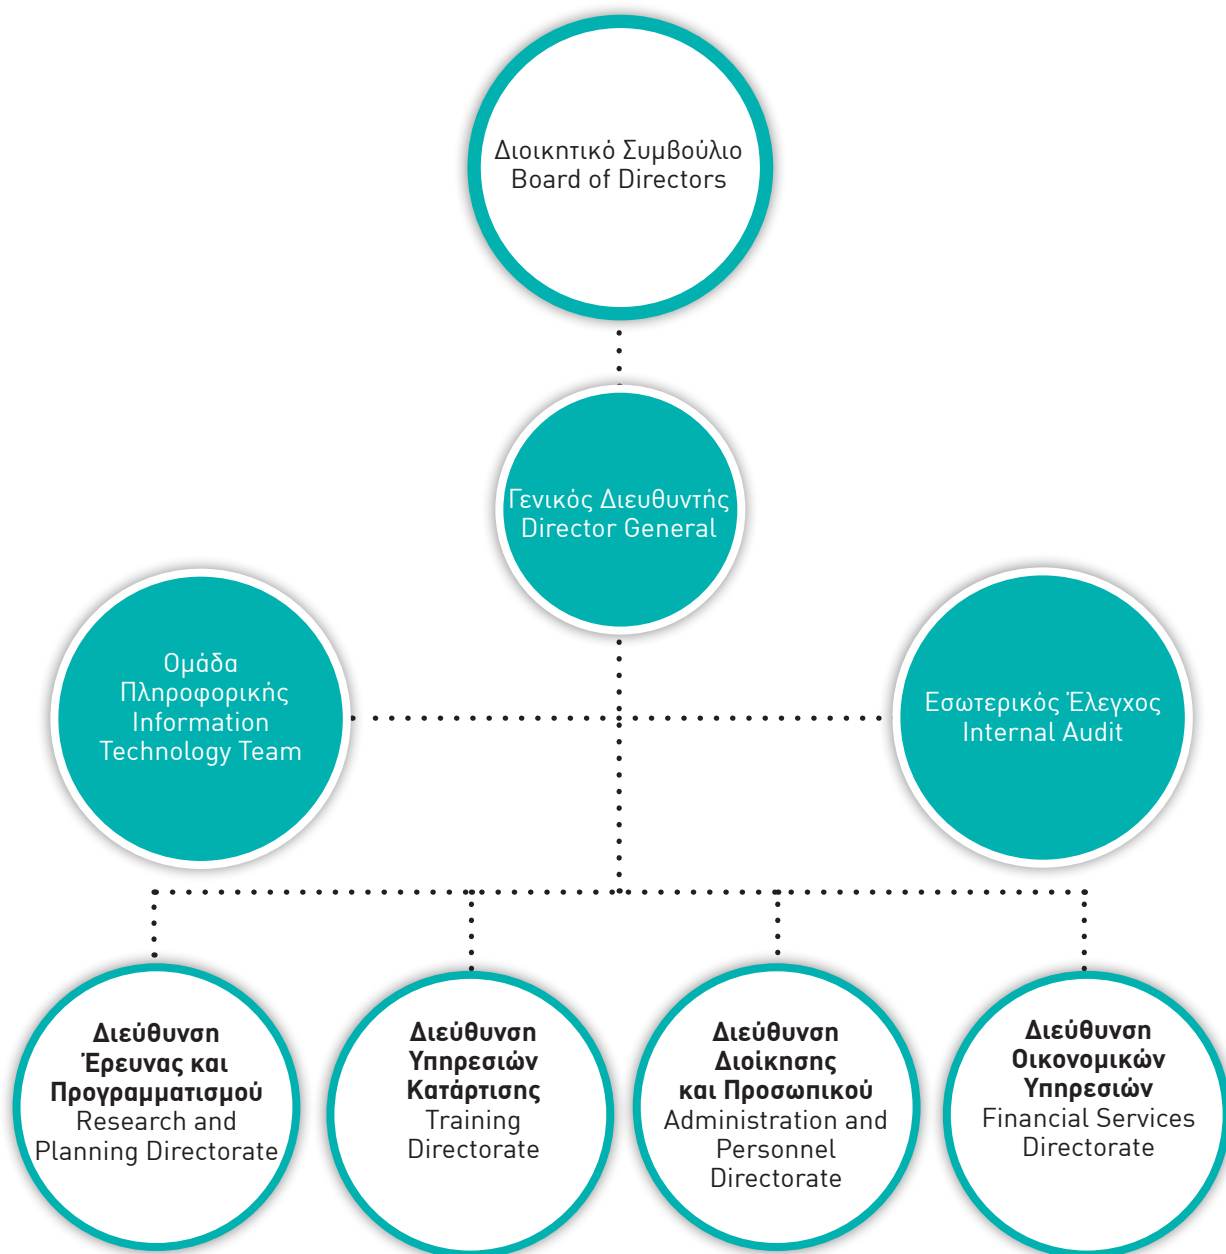 Διοικητικό Συμβούλιο
Board of Directors
Γενικός Διευθυντής
Director General
Ομάδα
Πληροφορικής
Information
Technology Team
Εσωτερικός Έλεγχος
Internal Audit
Διεύθυνση
Έρευνας και
Προγραμματισμού
Research and
Planning Directorate
Διεύθυνση
Υπηρεσιών
Κατάρτισης
Training
Directorate
Διεύθυνση
Διοίκησης
και Προσωπικού
Administration and
Personnel
Directorate
Διεύθυνση
Οικονομικών
Υπηρεσιών
Financial Services
Directorate